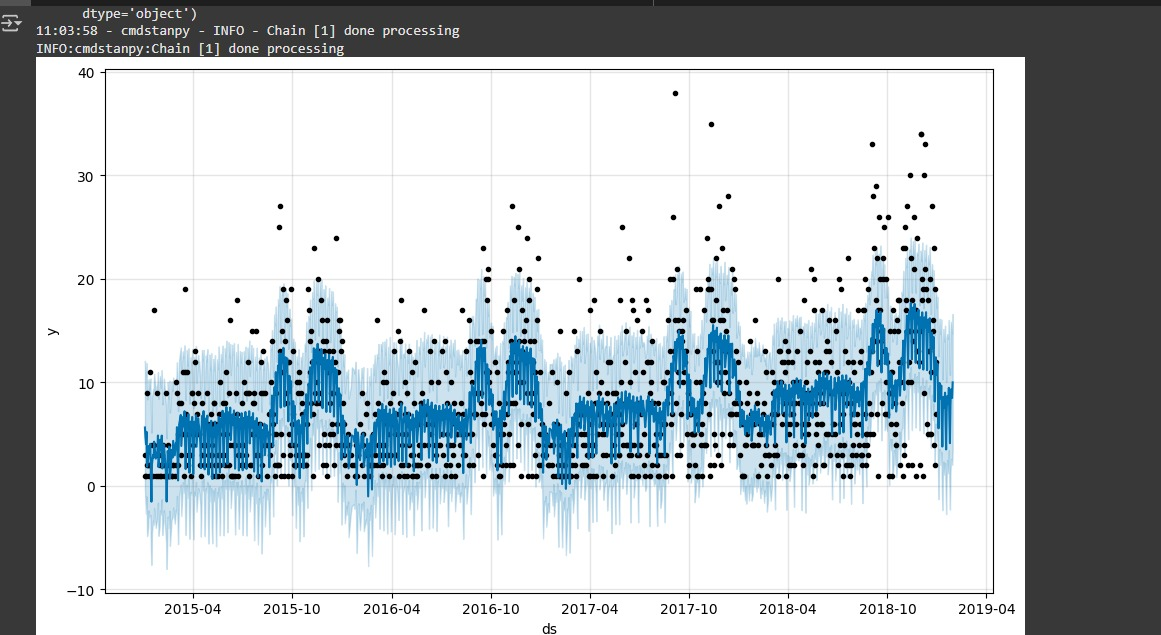 dtype='object')
11:03:58 - cmdstanpy - INFO - Chain [1] done processing
INFO:cmdstanpy:Chain [1] done processing
40
30
20
10
0
−10
y
2015-04 2015-10 2016-04 2016-10 2017-04 2017-10 2018-04 2018-10 2019-04
ds